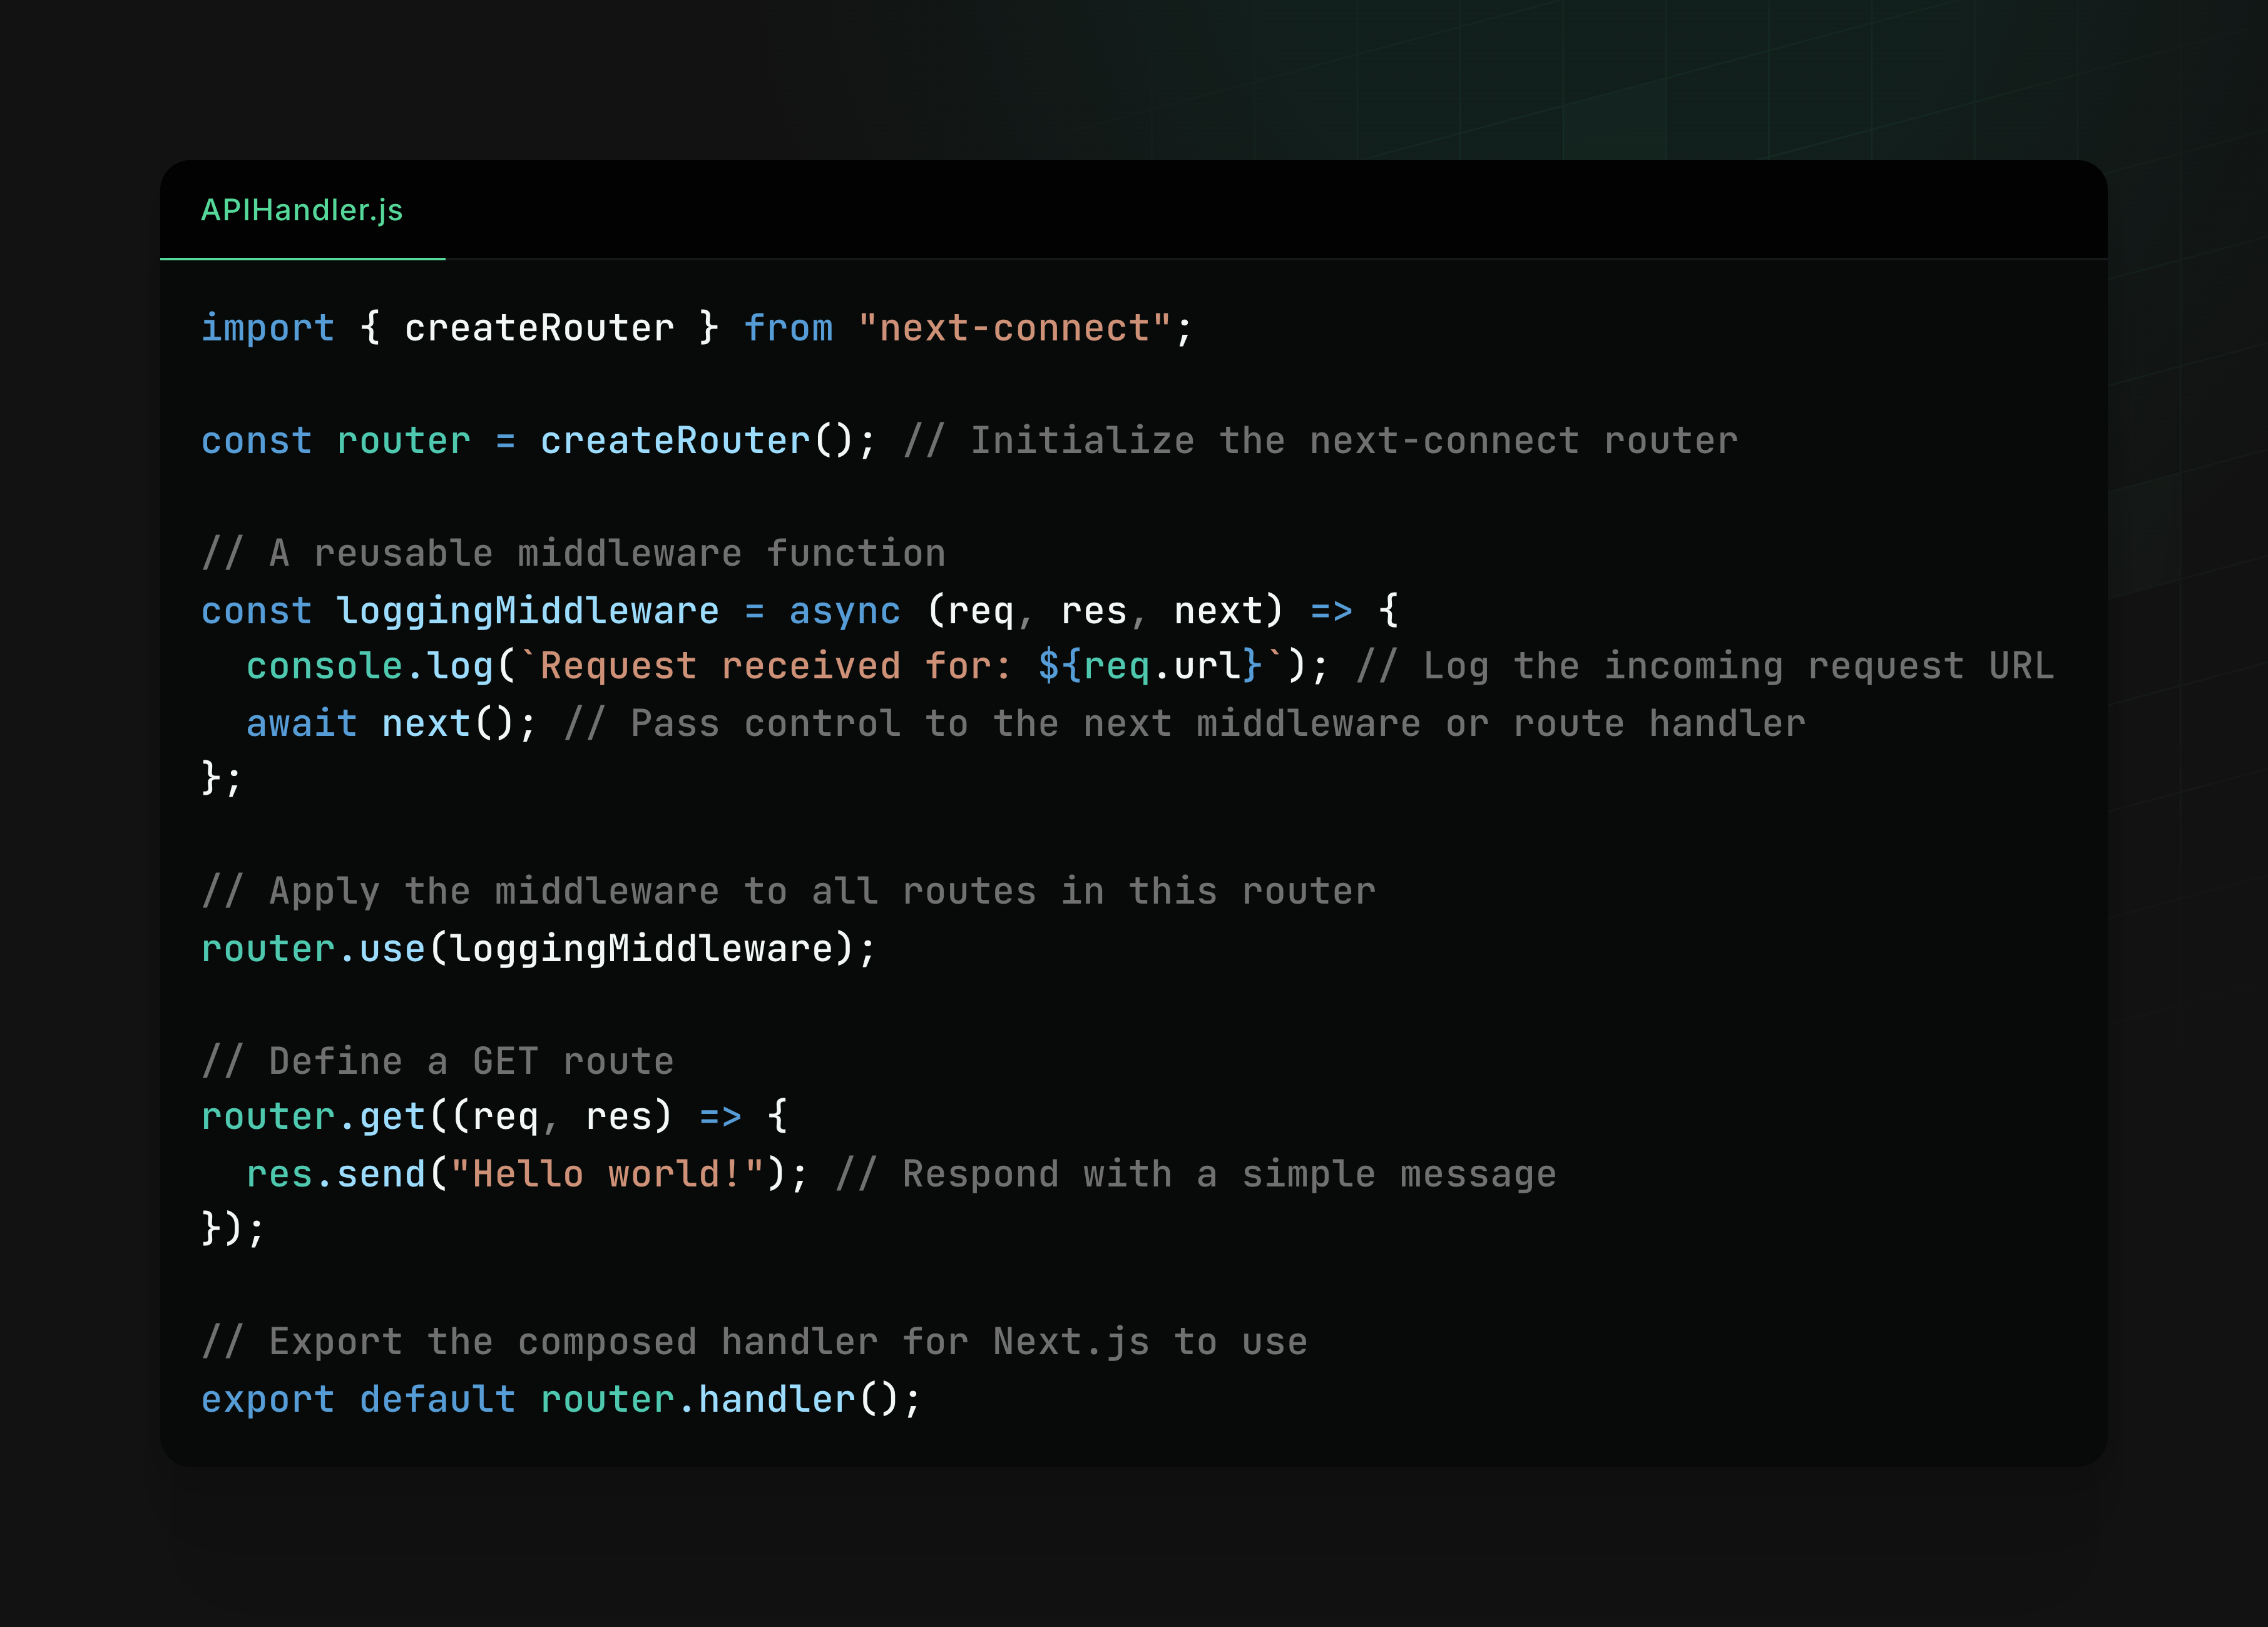 APIHandler.js
import { createRouter } from "next-connect";
const router = createRouter(); // Initialize the next-connect router
// A reusable middleware function
const loggingMiddleware = async (req, res, next) => {
  console.log(`Request received for: ${req.url}`); // Log the incoming request URL
  await next(); // Pass control to the next middleware or route handler
};
// Apply the middleware to all routes in this router
router.use(loggingMiddleware);
// Define a GET route
router.get((req, res) => {
  res.send("Hello world!"); // Respond with a simple message
});
// Export the composed handler for Next.js to use
export default router.handler();